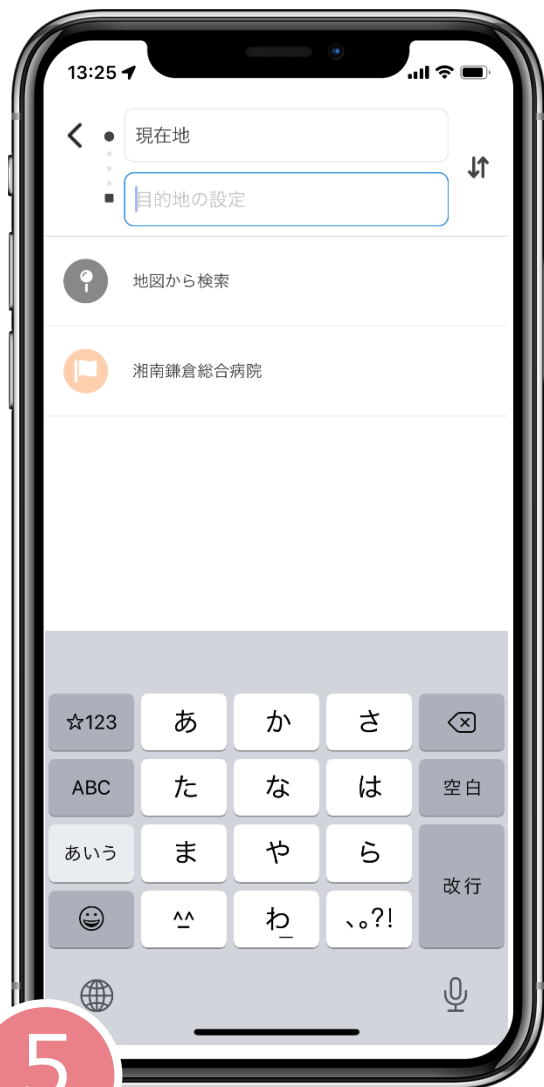 13:25
現在地
目的地の設定
地図から検索
湘南鎌倉総合病院
☆123 あ か さ
ABC た な は 空白
あいう ま や ら
改行
^^ わ_ 、。?!
5